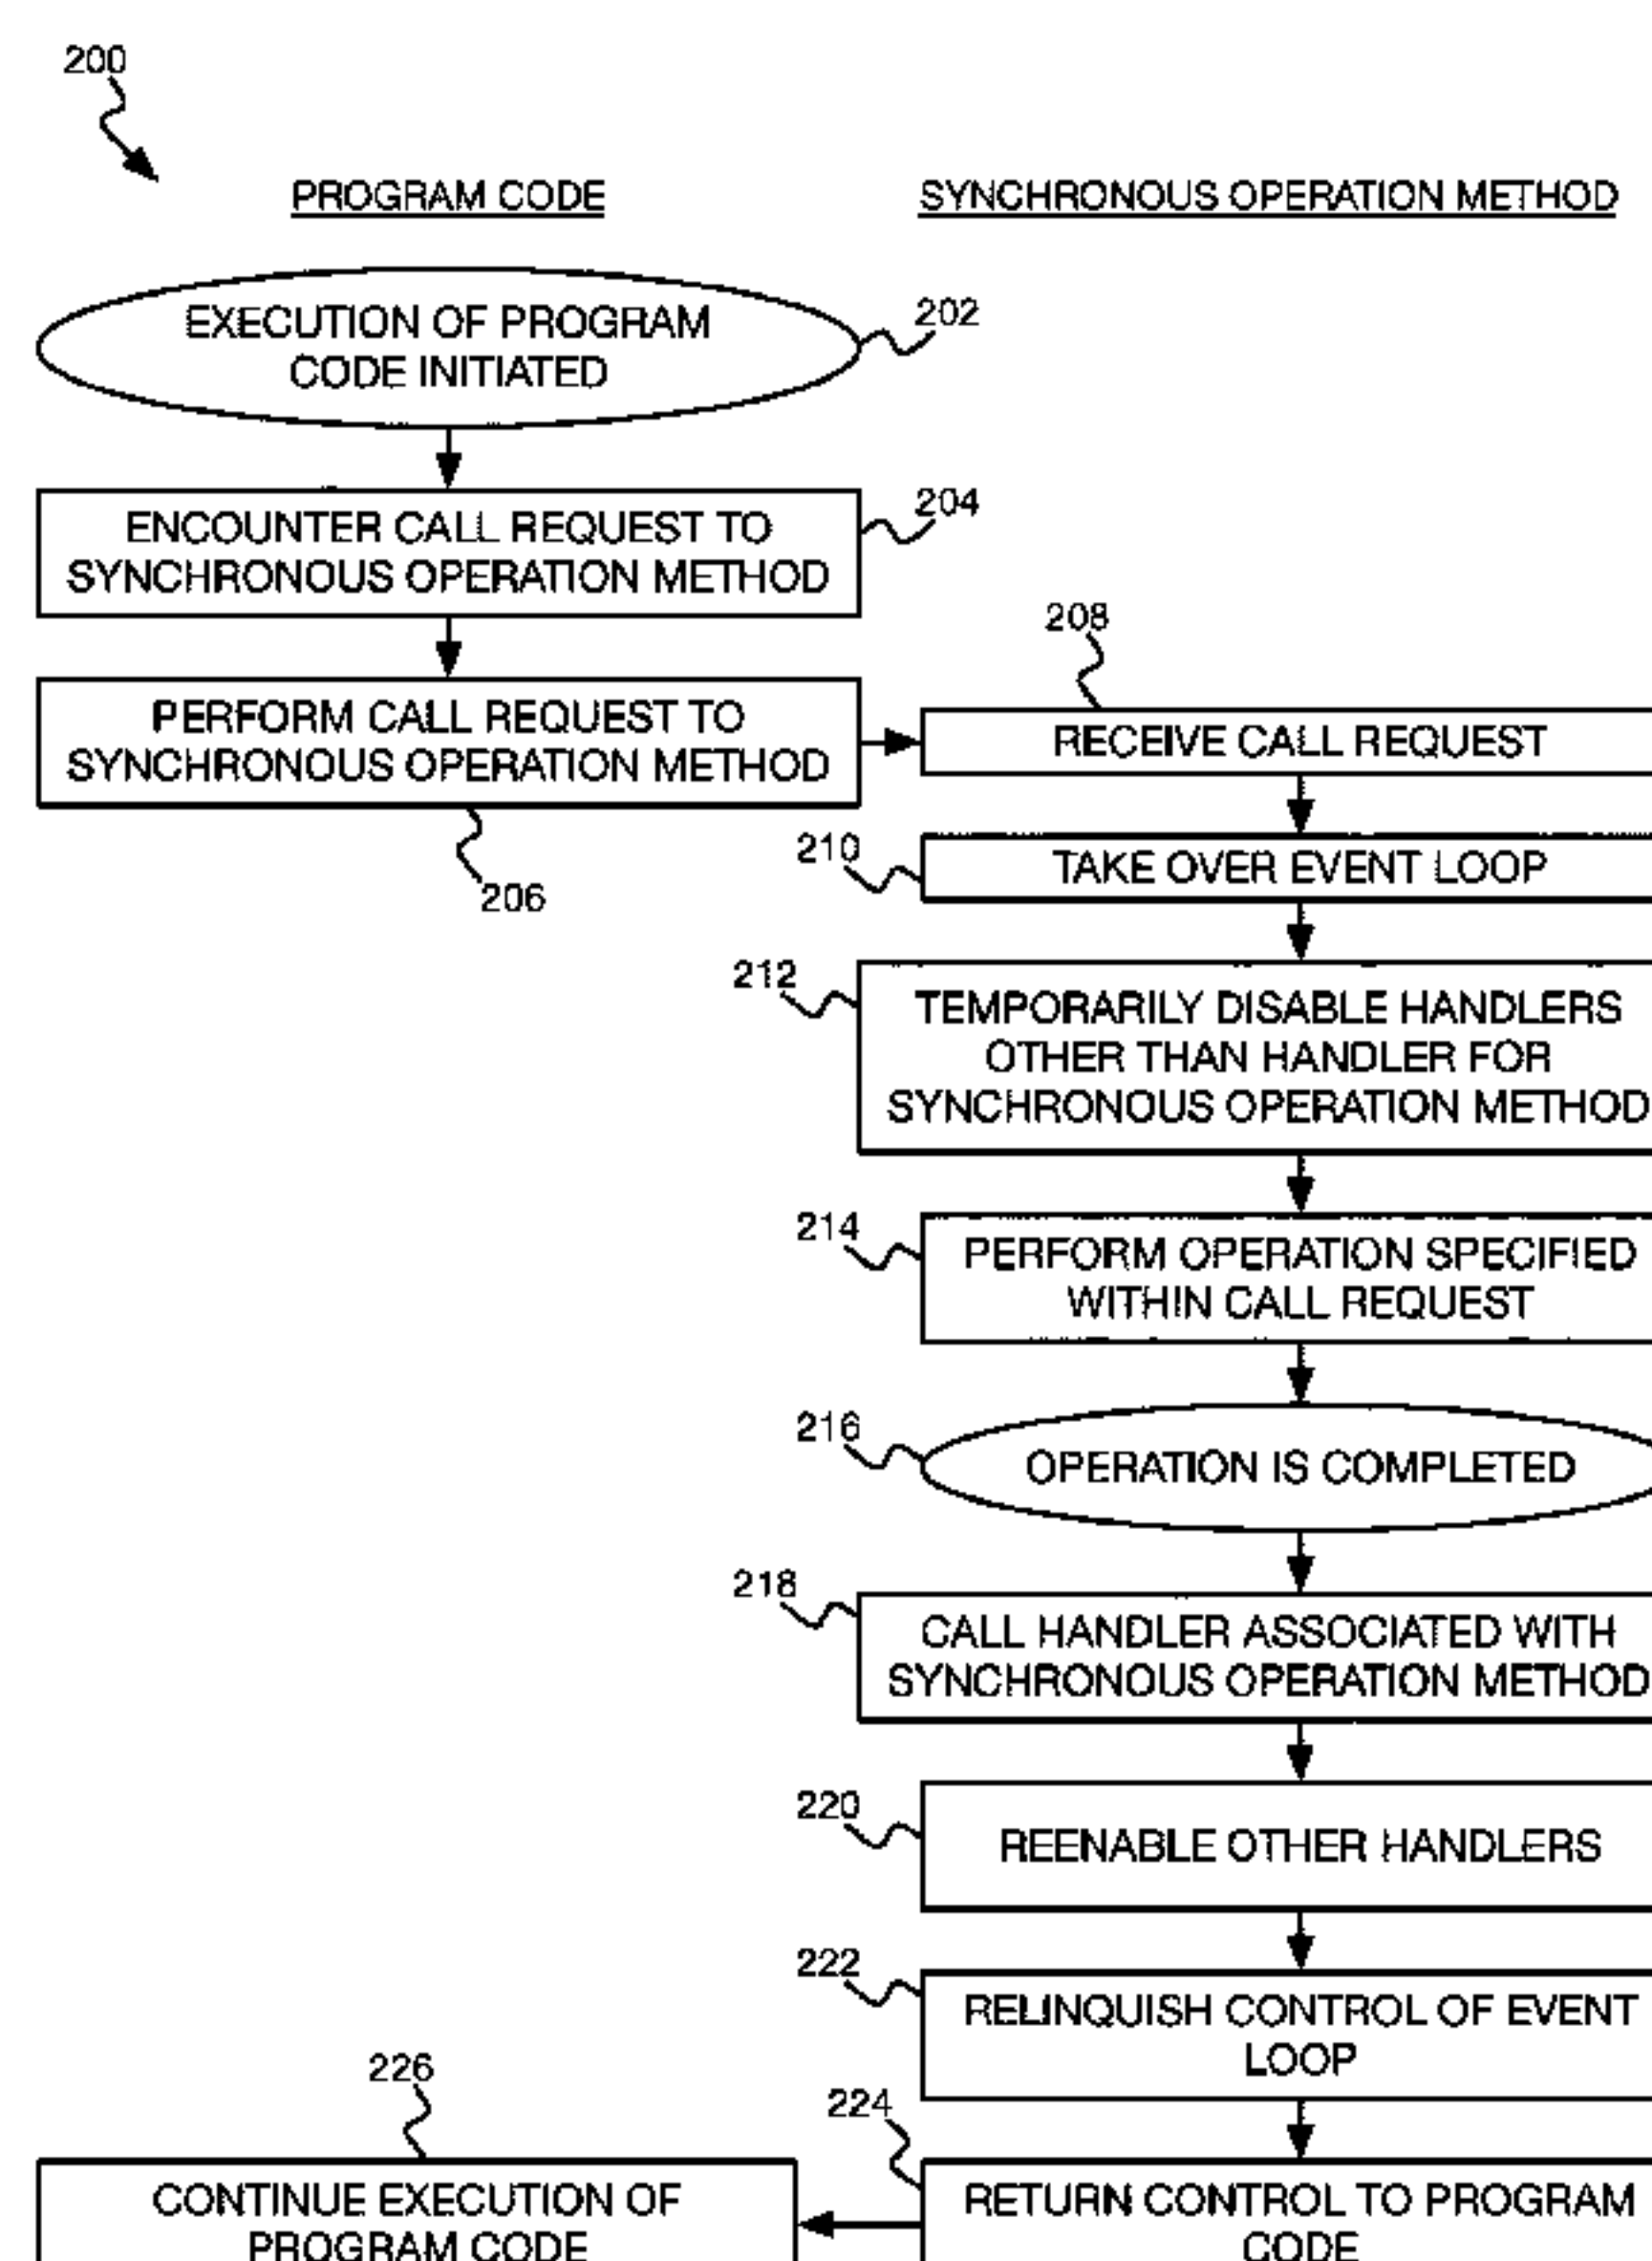 200
PROGRAM CODE
SYNCHRONOUS OPERATION METHOD
EXECUTION OF PROGRAM
CODE INITIATED
202
ENCOUNTER CALL REQUEST TO
SYNCHRONOUS OPERATION METHOD
204
PERFORM CALL REQUEST TO
SYNCHRONOUS OPERATION METHOD
206
208
RECEIVE CALL REQUEST
210
TAKE OVER EVENT LOOP
212
TEMPORARILY DISABLE HANDLERS
OTHER THAN HANDLER FOR
SYNCHRONOUS OPERATION METHOD
214
PERFORM OPERATION SPECIFIED
WITHIN CALL REQUEST
216
OPERATION IS COMPLETED
218
CALL HANDLER ASSOCIATED WITH
SYNCHRONOUS OPERATION METHOD
220
REENABLE OTHER HANDLERS
222
RELINQUISH CONTROL OF EVENT
LOOP
224
RETURN CONTROL TO PROGRAM
CODE
226
CONTINUE EXECUTION OF
PROGRAM CODE